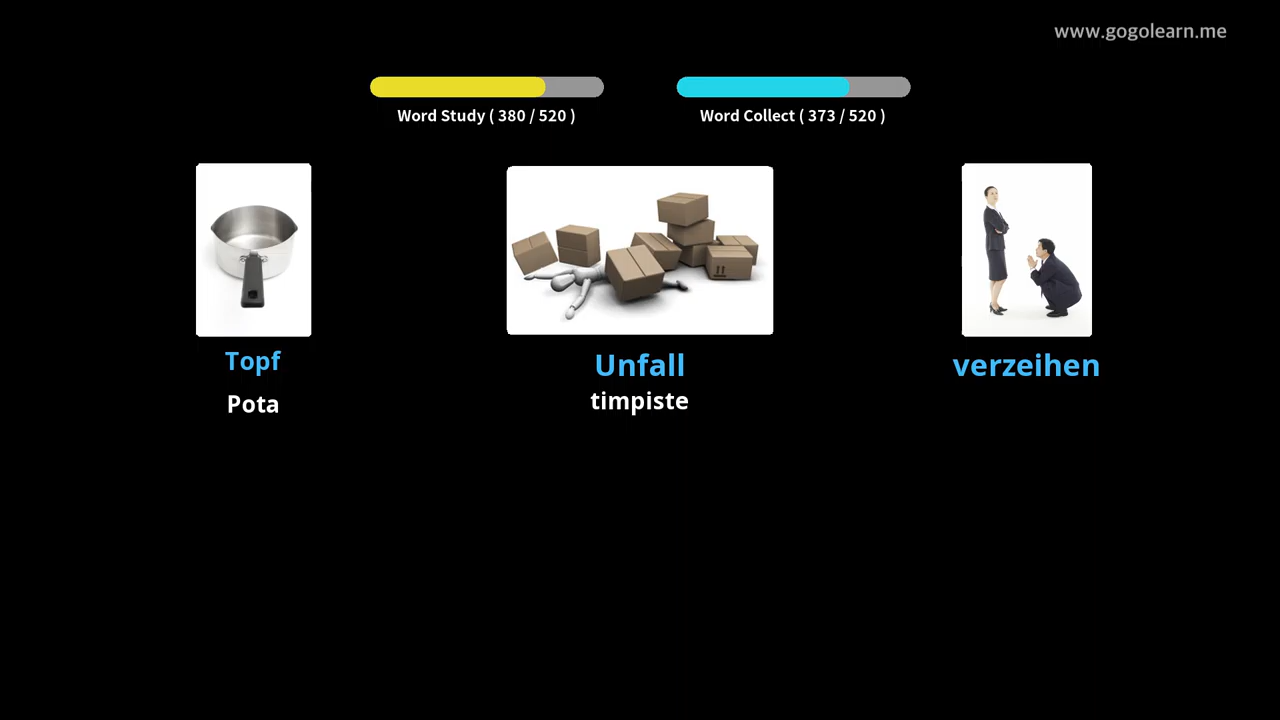 www.gogolearn.me
Word Study ( 380 / 520 )
Word Collect ( 373 / 520 )
Topf
Pota
Unfall
timpiste
verzeihen